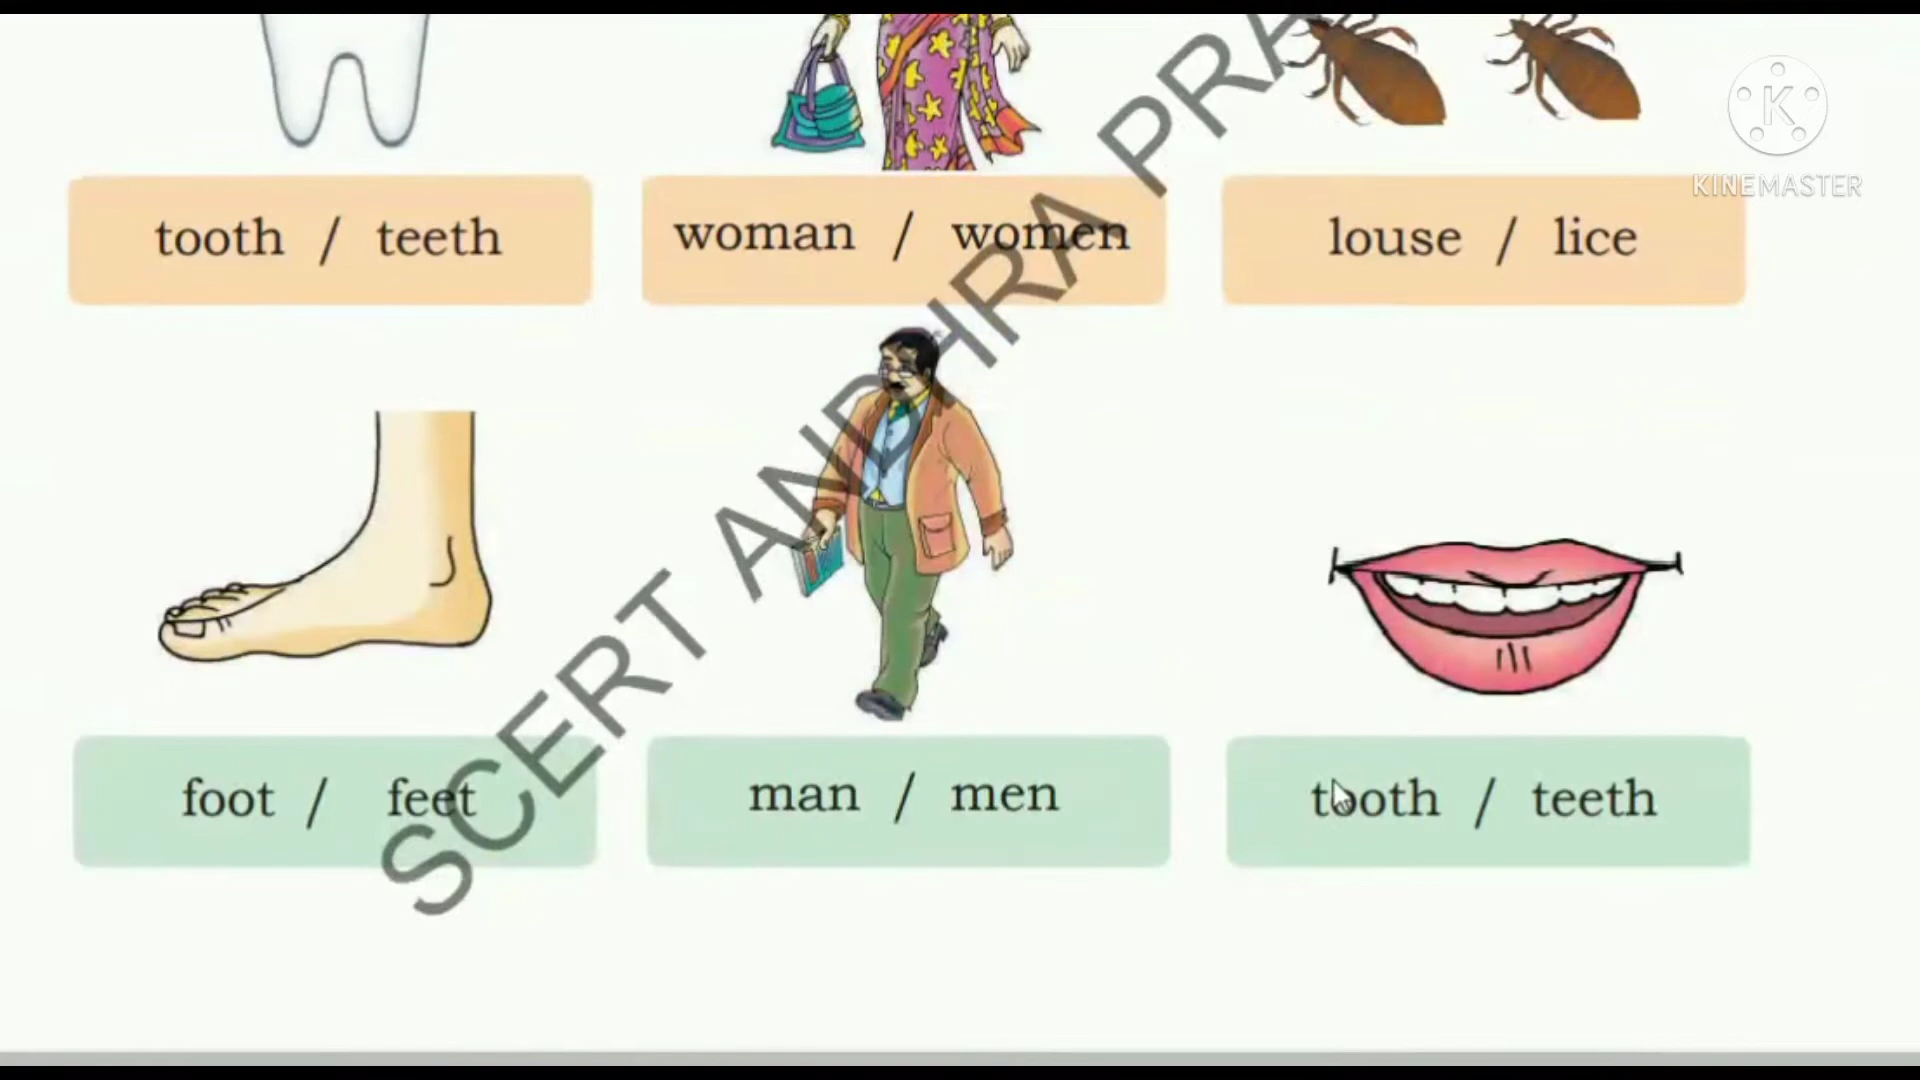 tooth / teeth
woman / women
louse / lice
foot / feet
man / men
tooth / teeth
SCERT ANDHRA PRA
K
KINEMASTER